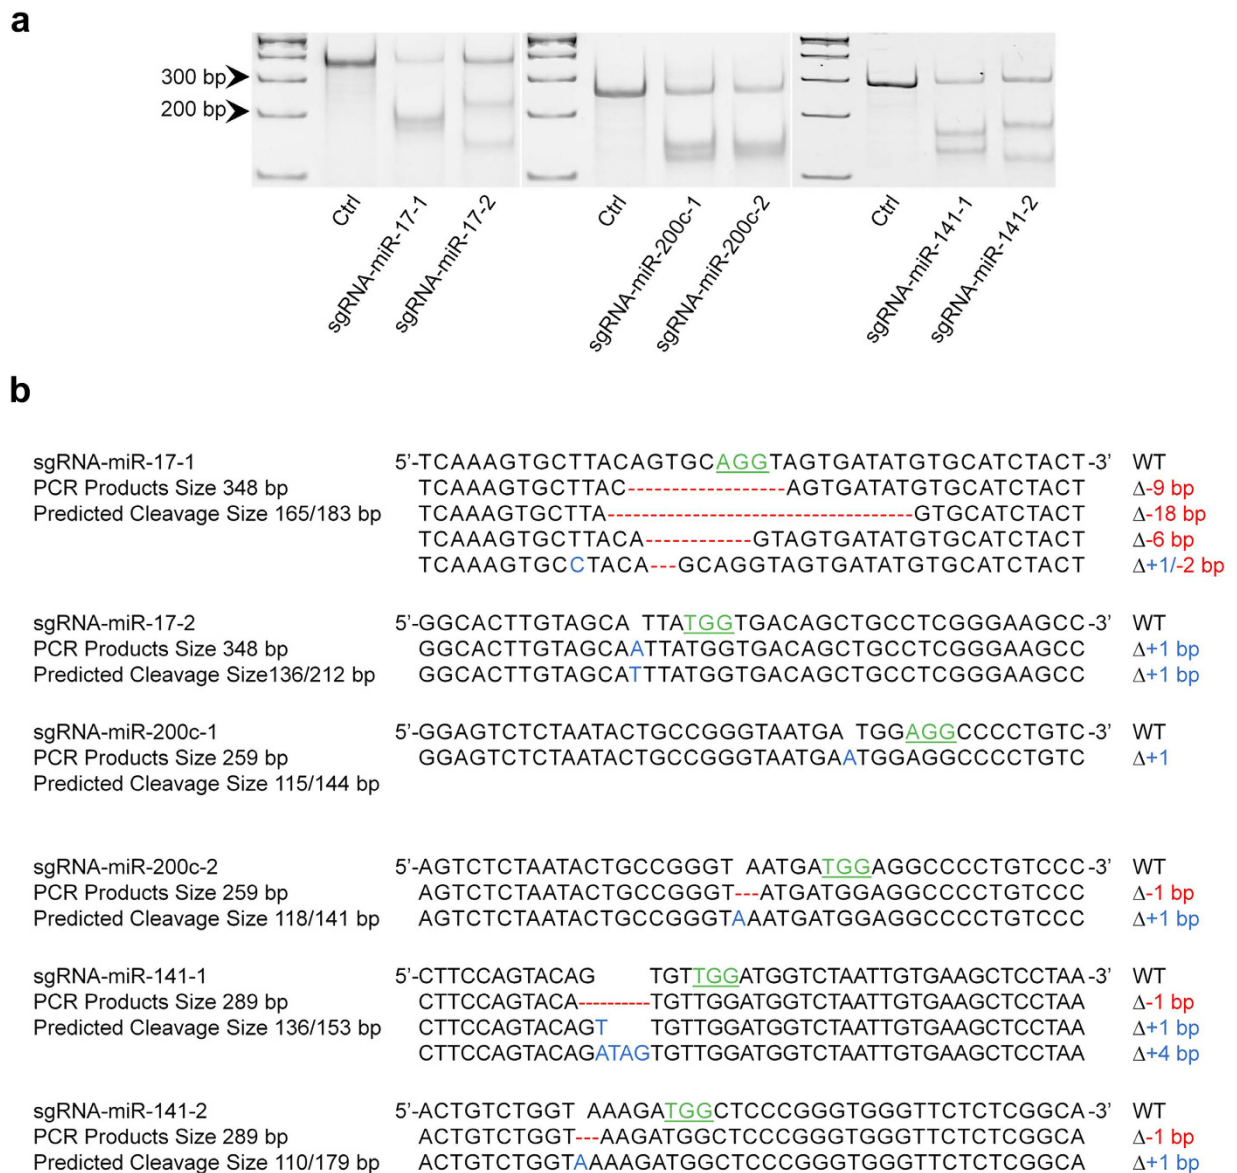 a
300 bp
200 bp
Ctrl
sgRNA-miR-17-1
sgRNA-miR-17-2
Ctrl
sgRNA-miR-200c-1
sgRNA-miR-200c-2
Ctrl
sgRNA-miR-141-1
sgRNA-miR-141-2
b
sgRNA-miR-17-1 5'-TCAAAGTGCTTACAGTGCAGGTAGTGATATGTGCATCTACT-3' WT
PCR Products Size 348 bp TCAAAGTGCTTAC-----------------AGTGATATGTGCATCTACT Δ-9 bp
Predicted Cleavage Size 165/183 bp TCAAAGTGCTTA---------------------------------GTGCATCTACT Δ-18 bp
TCAAAGTGCTTACA------------GTAGTGATATGTGCATCTACT Δ-6 bp
TCAAAGTGCCTACA---GCAGGTAGTGATATGTGCATCTACT Δ+1/-2 bp
sgRNA-miR-17-2 5'-GGCACTTGTAGCA TTATGGTGACAGCTGCCTCGGGAAGCC-3' WT
PCR Products Size 348 bp GGCACTTGTAGCAATTATGGTGACAGCTGCCTCGGGAAGCC Δ+1 bp
Predicted Cleavage Size136/212 bp GGCACTTGTAGCATTTATGGTGACAGCTGCCTCGGGAAGCC Δ+1 bp
sgRNA-miR-200c-1 5'-GGAGTCTCTAATACTGCCGGGTAATGA TGGAGGCCCCTGTC-3' WT
PCR Products Size 259 bp GGAGTCTCTAATACTGCCGGGTAATGAATGGAGGCCCCTGTC Δ+1
Predicted Cleavage Size 115/144 bp
sgRNA-miR-200c-2 5'-AGTCTCTAATACTGCCGGGT AATGATGGAGGCCCCTGTCCC-3' WT
PCR Products Size 259 bp AGTCTCTAATACTGCCGGGT---ATGATGGAGGCCCCTGTCCC Δ-1 bp
Predicted Cleavage Size 118/141 bp AGTCTCTAATACTGCCGGGTAAATGATGGAGGCCCCTGTCCC Δ+1 bp
sgRNA-miR-141-1 5'-CTTCCAGTACAG TGTTGGATGGTCTAATTGTGAAGCTCCTAA-3' WT
PCR Products Size 289 bp CTTCCAGTACA----------TGTTGGATGGTCTAATTGTGAAGCTCCTAA Δ-1 bp
Predicted Cleavage Size 136/153 bp CTTCCAGTACAGT TGTTGGATGGTCTAATTGTGAAGCTCCTAA Δ+1 bp
CTTCCAGTACAGATAGTGTTGGATGGTCTAATTGTGAAGCTCCTAA Δ+4 bp
sgRNA-miR-141-2 5'-ACTGTCTGGT AAAGATGGCTCCCGGGTGGGTTCTCTCGGCA-3' WT
PCR Products Size 289 bp ACTGTCTGGT---AAGATGGCTCCCGGGTGGGTTCTCTCGGCA Δ-1 bp
Predicted Cleavage Size 110/179 bp ACTGTCTGGTAAAAGATGGCTCCCGGGTGGGTTCTCTCGGCA Δ+1 bp